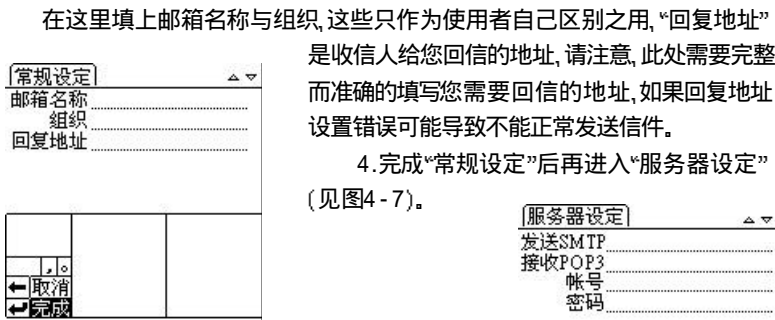 在这里填上邮箱名称与组织,这些只作为使用者自己区别之用,“回复地址”
是收信人给您回信的地址,请注意,此处需要完整
而准确的填写您需要回信的地址,如果回复地址
设置错误可能导致不能正常发送信件。
4.完成“常规设定”后再进入“服务器设定”
(见图4-7)。
常规设定
邮箱名称
组织
回复地址
,。
取消
完成
服务器设定
发送SMTP
接收POP3
帐号
密码